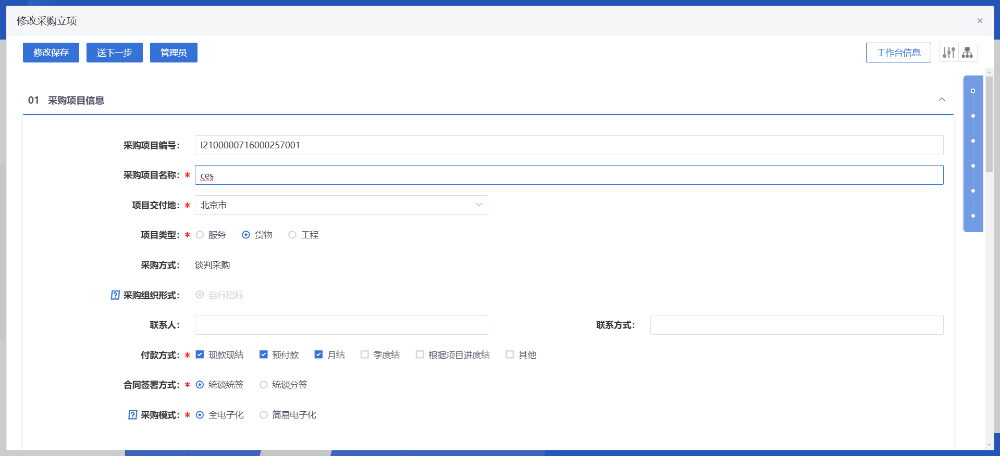 修改采购立项
修改保存 送下一步 管理员 工作台信息
01 采购项目信息
采购项目编号： I2100000716000257001
采购项目名称： * ces
项目交付地： * 北京市
项目类型： * 服务 货物 工程
采购方式： 谈判采购
采购组织形式： 自行招标
联系人： 联系方式：
付款方式： * 现款现结 预付款 月结 季度结 根据项目进度结 其他
合同签署方式： * 统谈统签 统谈分签
采购模式： * 全电子化 简易电子化